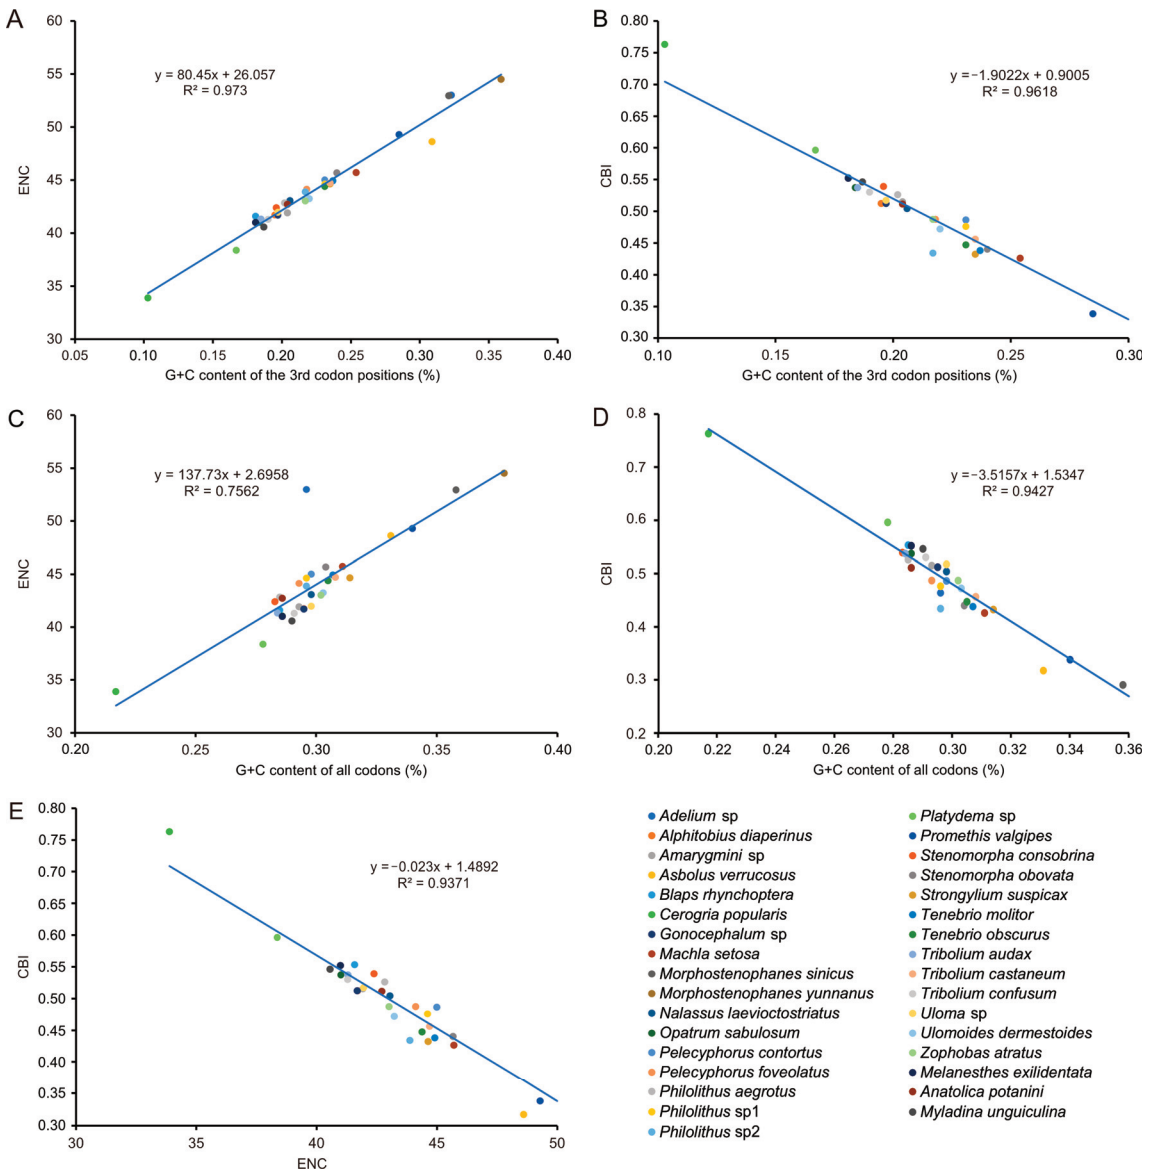 A
60
55
50
45
40
35
30
ENC
y = 80.45x + 26.057
R² = 0.973
0.05 0.10 0.15 0.20 0.25 0.30 0.35 0.40
G+C content of the 3rd codon positions (%)
B
0.80
0.75
0.70
0.65
0.60
0.55
0.50
0.45
0.40
0.35
0.30
CBI
y = −1.9022x + 0.9005
R² = 0.9618
0.10 0.15 0.20 0.25 0.30
G+C content of the 3rd codon positions (%)
C
60
55
50
45
40
35
30
ENC
y = 137.73x + 2.6958
R² = 0.7562
0.20 0.25 0.30 0.35 0.40
G+C content of all codons (%)
D
0.8
0.7
0.6
0.5
0.4
0.3
0.2
CBI
y = −3.5157x + 1.5347
R² = 0.9427
0.20 0.22 0.24 0.26 0.28 0.30 0.32 0.34 0.36
G+C content of all codons (%)
E
0.80
0.75
0.70
0.65
0.60
0.55
0.50
0.45
0.40
0.35
0.30
CBI
y = −0.023x + 1.4892
R² = 0.9371
30 35 40 45 50
ENC
Adelium sp
Alphitobius diaperinus
Amarygmini sp
Asbolus verrucosus
Blaps rhynchoptera
Cerogria popularis
Gonocephalum sp
Machla setosa
Morphostenophanes sinicus
Morphostenophanes yunnanus
Nalassus laevioctostriatus
Opatrum sabulosum
Pelecyphorus contortus
Pelecyphorus foveolatus
Philolithus aegrotus
Philolithus sp1
Philolithus sp2
Platydema sp
Promethis valgipes
Stenomorpha consobrina
Stenomorpha obovata
Strongylium suspicax
Tenebrio molitor
Tenebrio obscurus
Tribolium audax
Tribolium castaneum
Tribolium confusum
Uloma sp
Ulomoides dermestoides
Zophobas atratus
Melanesthes exilidentata
Anatolica potanini
Myladina unguiculina